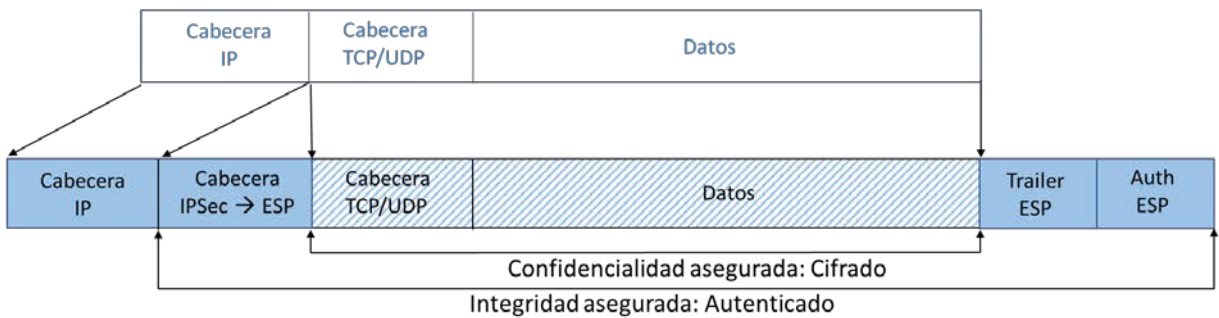 Cabecera
IP
Cabecera
TCP/UDP
Datos
Cabecera
IP
Cabecera
IPSec → ESP
Cabecera
TCP/UDP
Datos
Trailer
ESP
Auth
ESP
Confidencialidad asegurada: Cifrado
Integridad asegurada: Autenticado